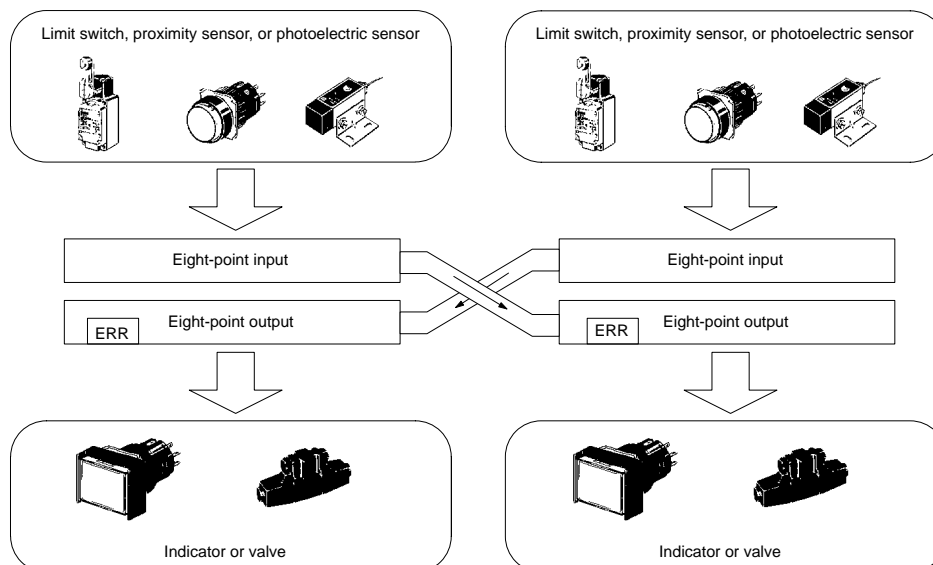 Limit switch, proximity sensor, or photoelectric sensor
Limit switch, proximity sensor, or photoelectric sensor
Eight-point input
Eight-point input
Eight-point output
ERR
Eight-point output
ERR
Indicator or valve
Indicator or valve